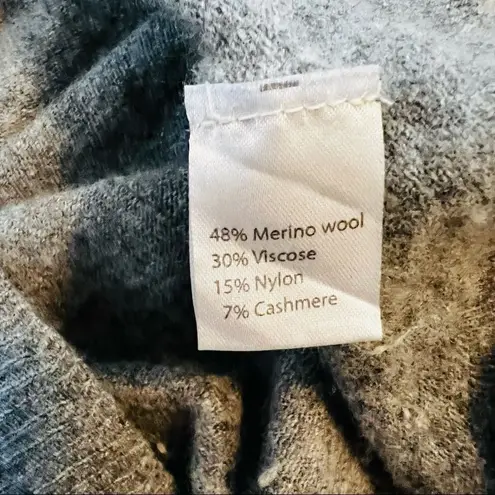 48% Merino wool
30% Viscose
15% Nylon
7% Cashmere